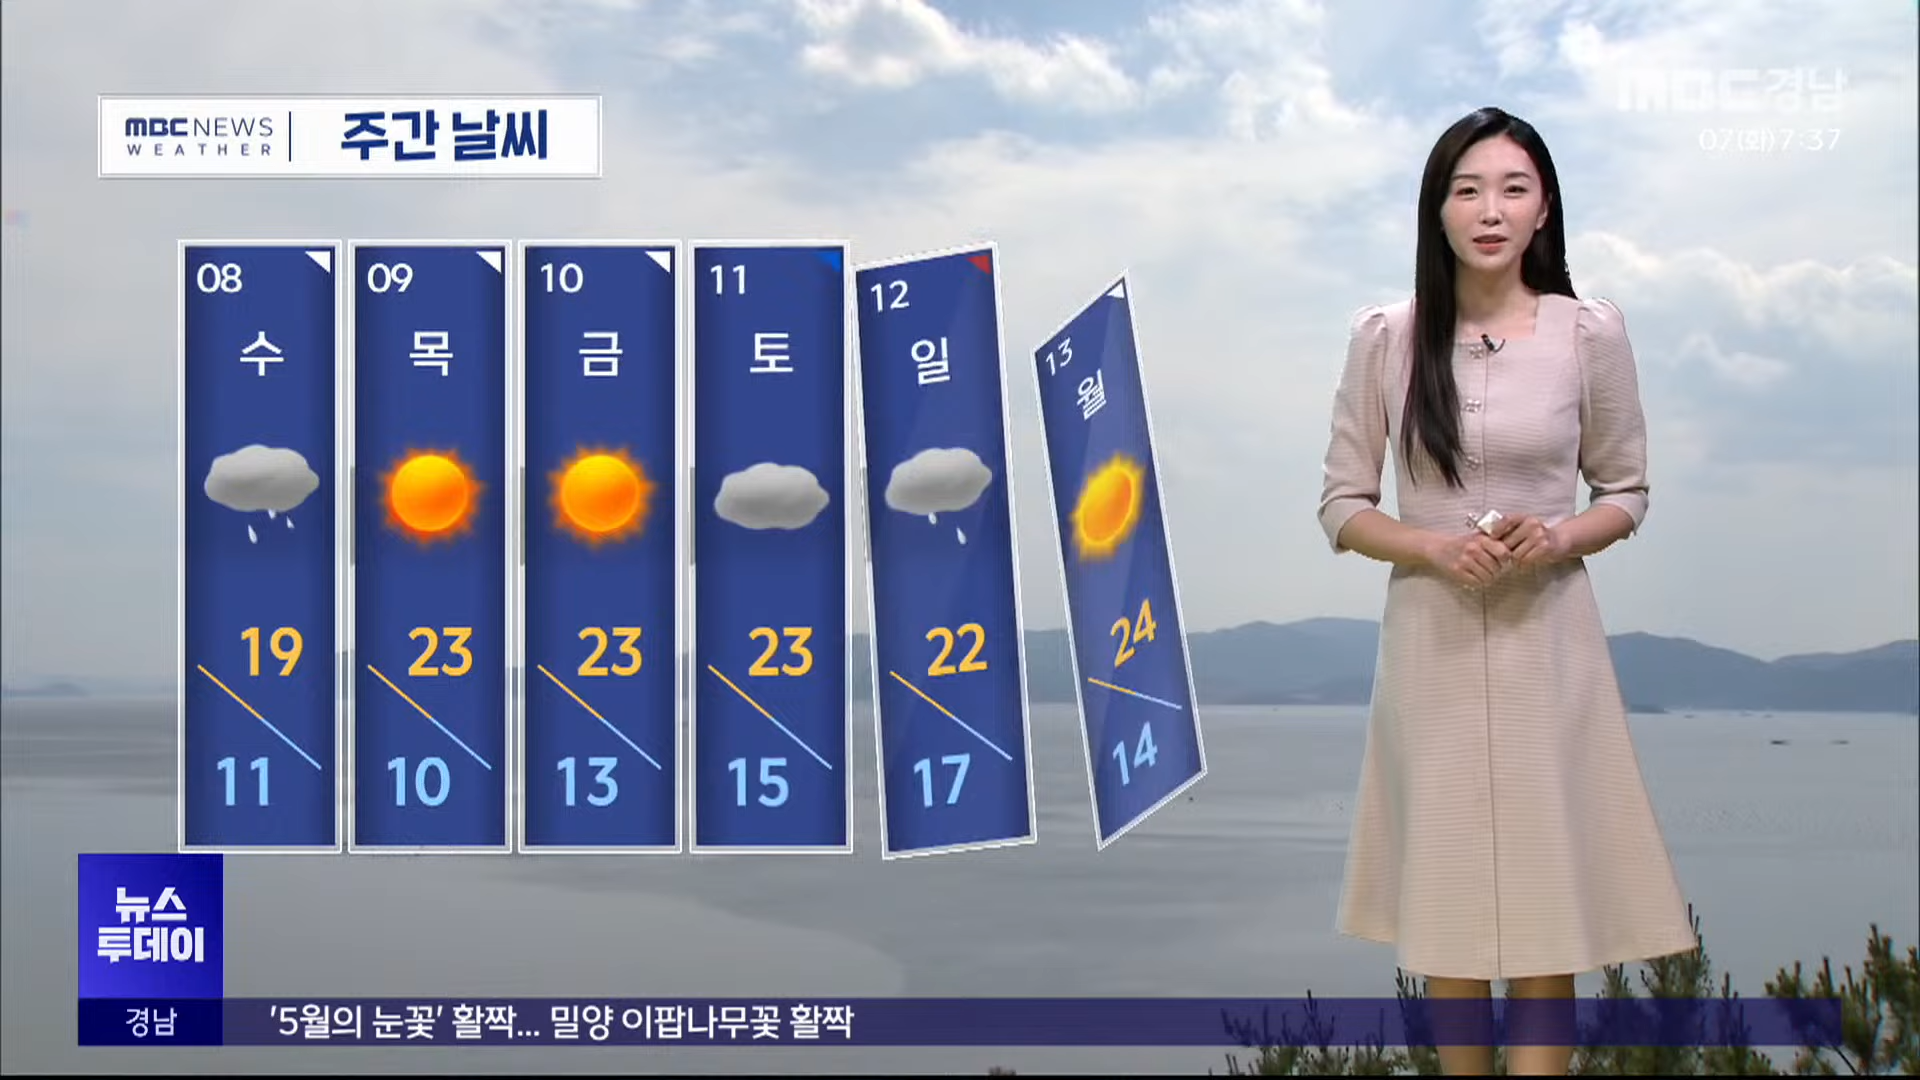 MBC경남
07(화)7:37
MBC NEWS
WEATHER
주간 날씨
08
수
19
11
09
목
23
10
10
금
23
13
11
토
23
15
12
일
22
17
13
월
24
14
뉴스
투데이
경남
'5월의 눈꽃' 활짝... 밀양 이팝나무꽃 활짝